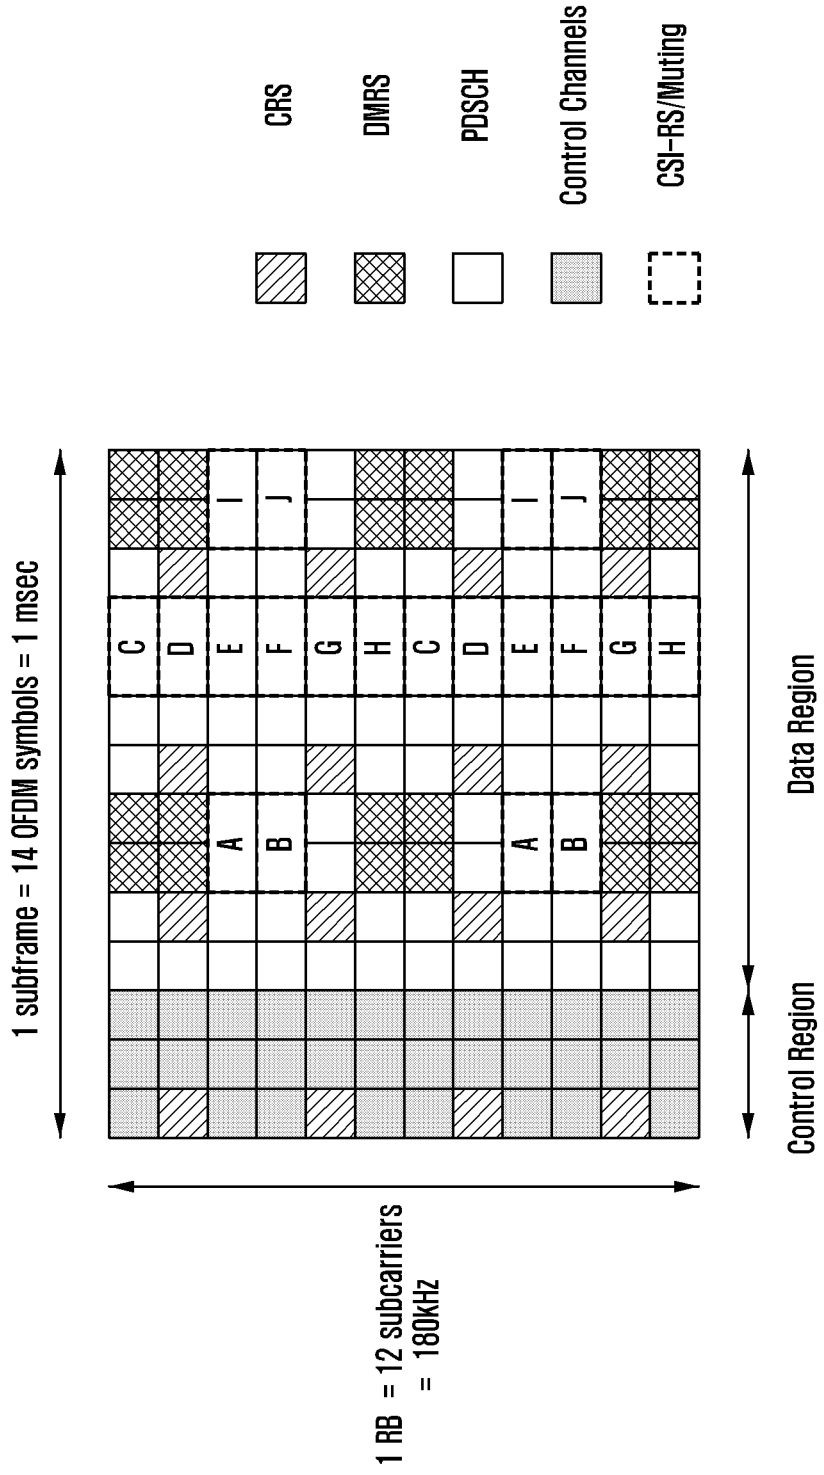 1 subframe = 14 OFDM symbols = 1 msec
1 RB = 12 subcarriers
= 180KHz
C
D
A E I
B F J
G
H
C
D
A E I
B F J
G
H
Control Region
Data Region
CRS
DMRS
PDSCH
Control Channels
CSI-RS/Muting